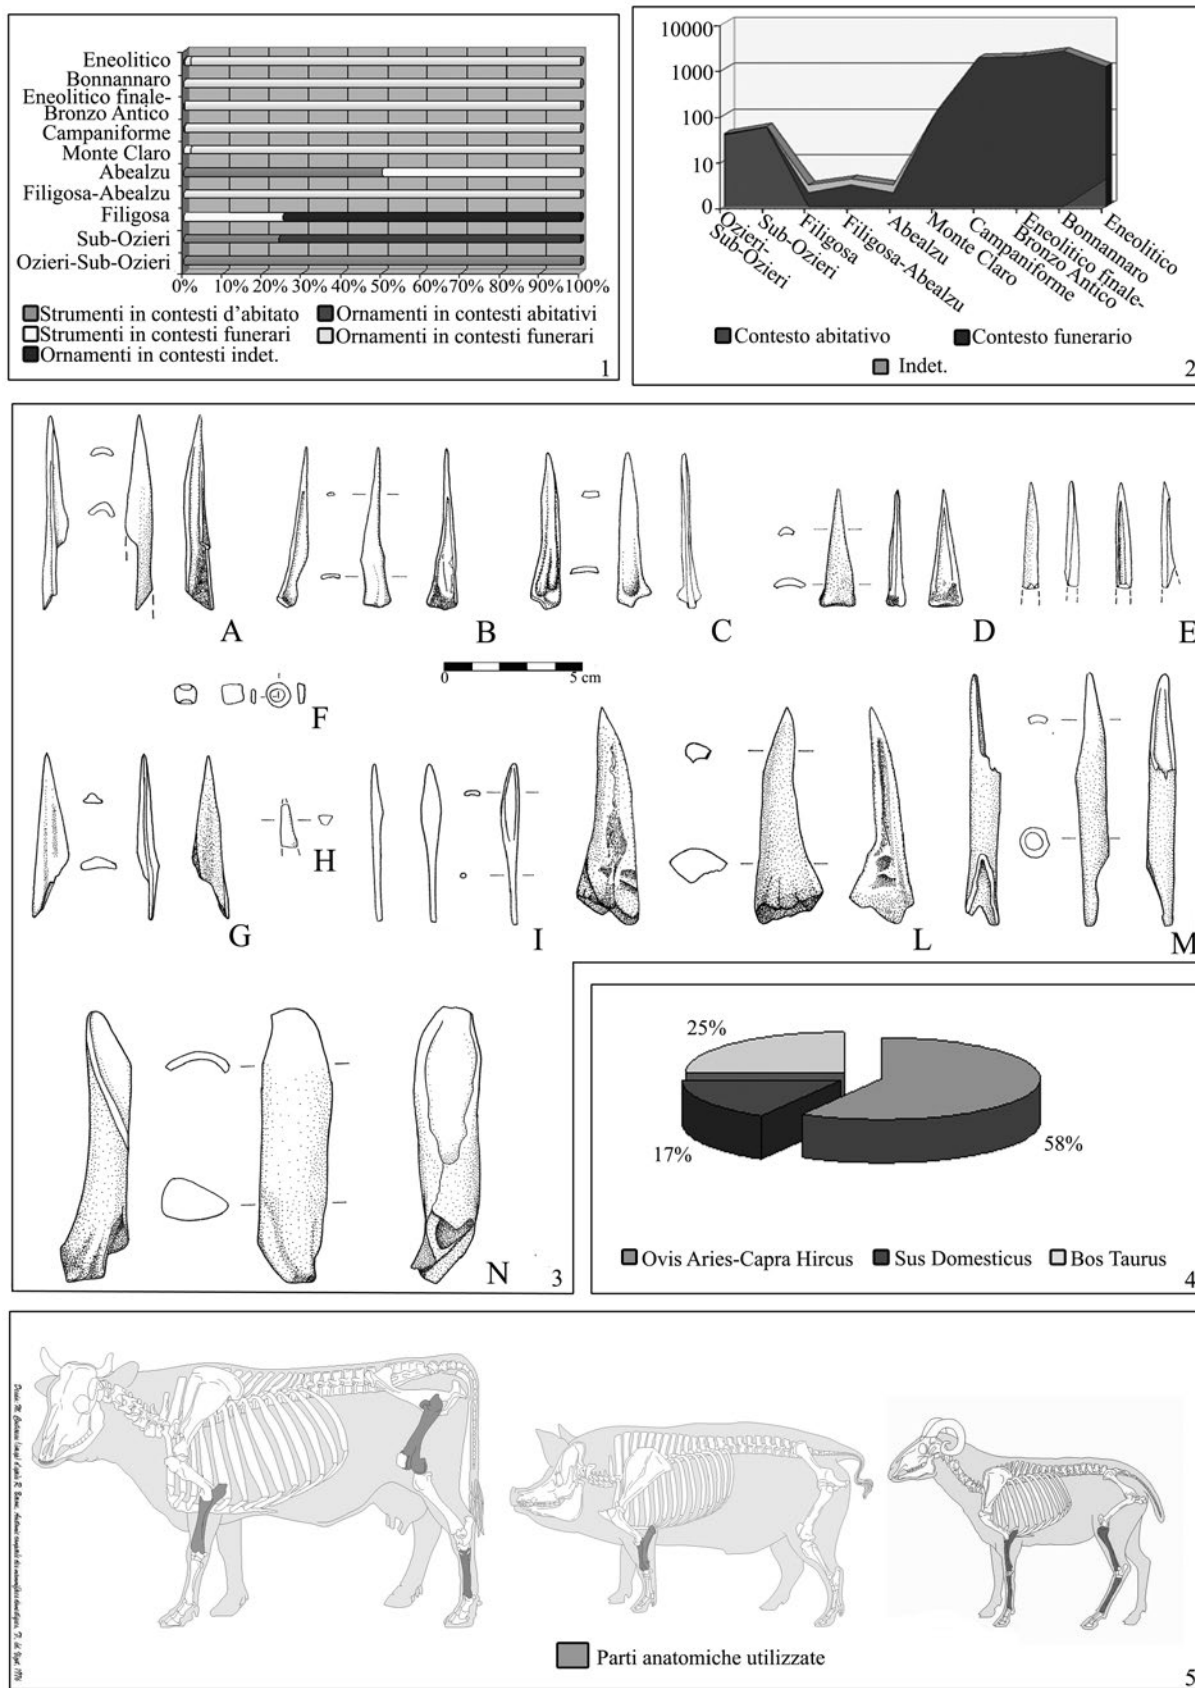 Eneolitico
Bonnannaro
Eneolitico finale-
Bronzo Antico
Campaniforme
Monte Claro
Abealzu
Filigosa-Abealzu
Filigosa
Sub-Ozieri
Ozieri-Sub-Ozieri
0% 10% 20% 30% 40% 50% 60% 70% 80% 90% 100%
Strumenti in contesti d'abitato
Ornamenti in contesti abitativi
Strumenti in contesti funerari
Ornamenti in contesti funerari
Ornamenti in contesti indet.
1
10000
1000
100
10
0
Ozieri-
Sub-Ozieri
Sub-Ozieri
Filigosa
Filigosa-Abealzu
Abealzu
Monte Claro
Campaniforme
Eneolitico finale-
Bronzo Antico
Bonnannaro
Eneolitico
Contesto abitativo
Contesto funerario
Indet.
2
A
B
C
D
E
0 5 cm
F
G
H
I
L
M
N
3
25%
17%
58%
Ovis Aries-Capra Hircus
Sus Domesticus
Bos Taurus
4
Parti anatomiche utilizzate
5